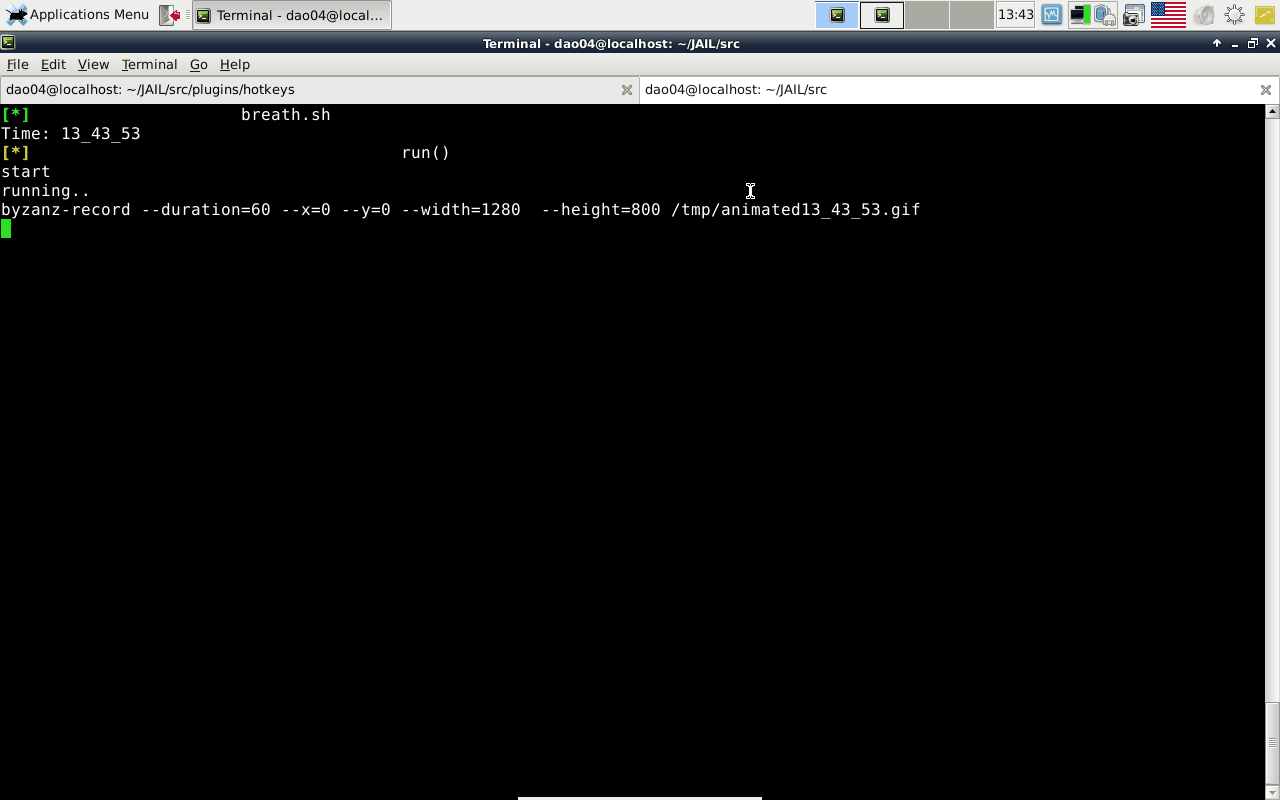 Applications Menu Terminal - dao04@local... 13:43
Terminal - dao04@localhost: ~/JAIL/src
File Edit View Terminal Go Help
dao04@localhost: ~/JAIL/src/plugins/hotkeys dao04@localhost: ~/JAIL/src
[*] breath.sh
Time: 13_43_53
[*] run()
start
running..
byzanz-record --duration=60 --x=0 --y=0 --width=1280  --height=800 /tmp/animated13_43_53.gif